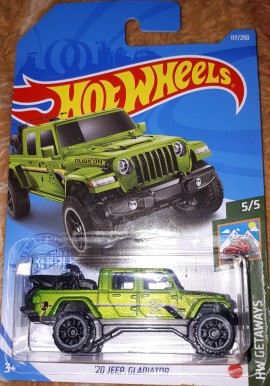 117/250
HOT WHEELS
RUBICON
5/5
HW GETAWAYS
3+
'20 JEEP GLADIATOR